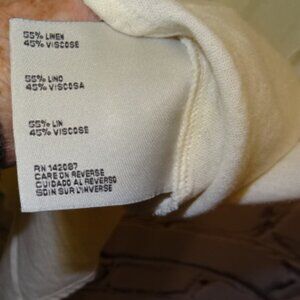 55% LINEN
45% VISCOSE
55% LINO
45% VISCOSA
55% LIN
45% VISCOSE
RN 142087
CARE ON REVERSE
CUIDADO AL REVERSO
SOIN SUR L'INVERSE